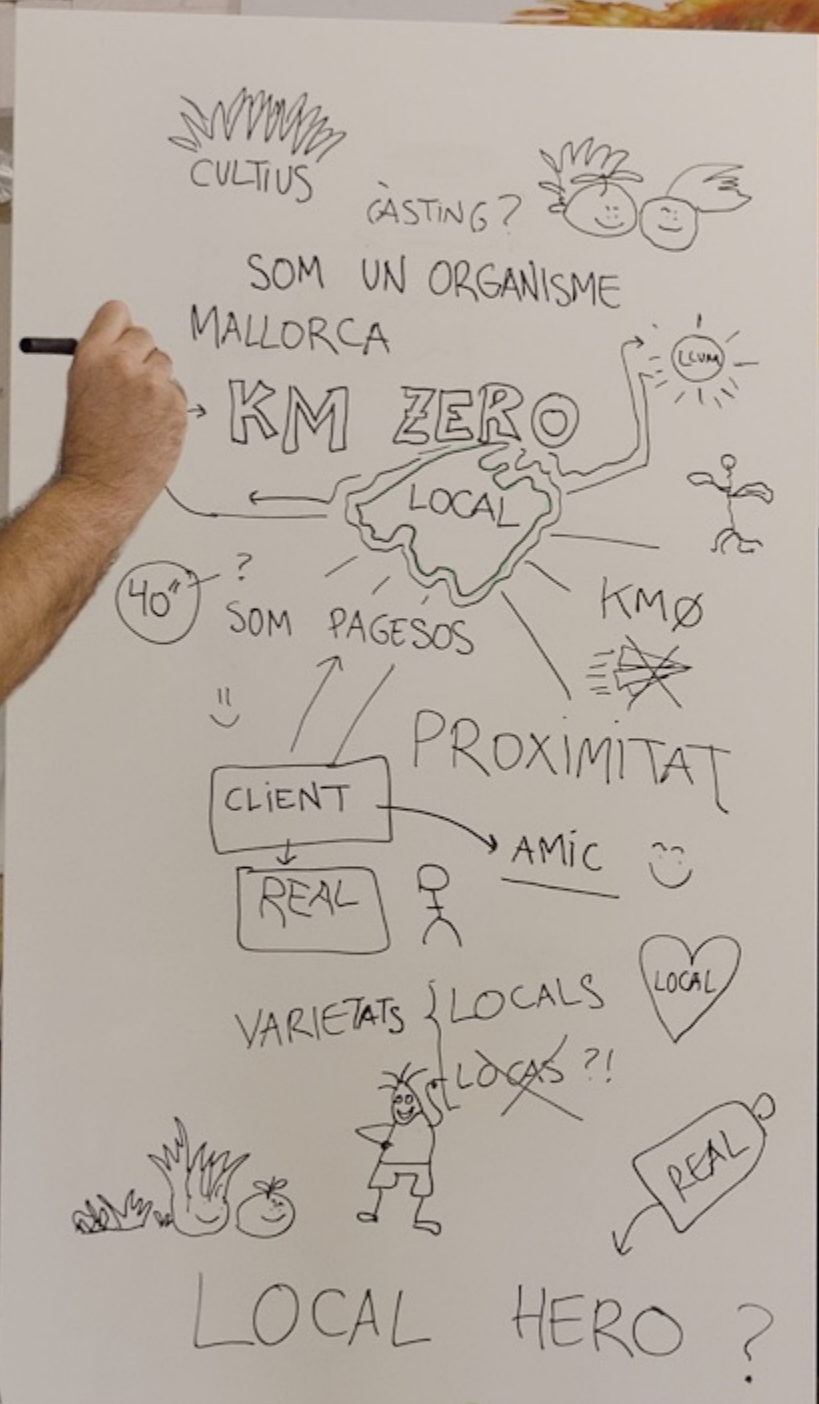 CULTIUS
CÀSTING?
SOM UN ORGANISME
MALLORCA
LLUM
KM ZERO
LOCAL
40"
?
KMØ
SOM PAGESOS
PROXIMITAT
CLIENT
AMIC
REAL
VARIETATS { LOCALS
LOCAL
LOCAS ?!
REAL
LOCAL HERO ?